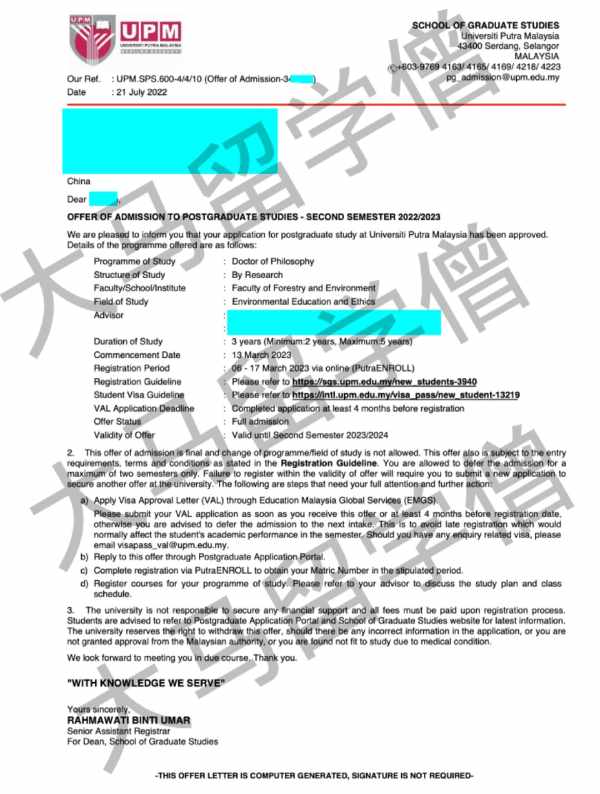 UPM
UPM
UNIVERSITI PUTRA MALAYSIA
SCHOOL OF GRADUATE STUDIES
Universiti Putra Malaysia
43400 Serdang, Selangor
MALAYSIA
+603-9769 4163/ 4165/ 4169/ 4218/ 4223
pg_admission@upm.edu.my
Our Ref. : UPM.SPS.600-4/4/10 (Offer of Admission-3
Date : 21 July 2022
China
Dear ,
OFFER OF ADMISSION TO POSTGRADUATE STUDIES - SECOND SEMESTER 2022/2023
We are pleased to inform you that your application for postgraduate study at Universiti Putra Malaysia has been approved.
Details of the programme offered are as follows:
Programme of Study : Doctor of Philosophy
Structure of Study : By Research
Faculty/School/Institute : Faculty of Forestry and Environment
Field of Study : Environmental Education and Ethics
Advisor :
:
Duration of Study : 3 years (Minimum:2 years, Maximum:5 years)
Commencement Date : 13 March 2023
Registration Period : 06 - 17 March 2023 via online (PutraENROLL)
Registration Guideline : Please refer to https://sgs.upm.edu.my/new_students-3940
Student Visa Guideline : Please refer to https://intl.upm.edu.my/visa_pass/new_student-13219
VAL Application Deadline : Completed application at least 4 months before registration
Offer Status : Full admission
Validity of Offer : Valid until Second Semester 2023/2024
2. This offer of admission is final and change of programme/field of study is not allowed. This offer also is subject to the entry
requirements, terms and conditions as stated in the Registration Guideline. You are allowed to defer the admission for a
maximum of two semesters only. Failure to register within the validity of offer will require you to submit a new application to
secure another offer at the university. The following are steps that need your full attention and further action:
a) Apply Visa Approval Letter (VAL) through Education Malaysia Global Services (EMGS).
Please submit your VAL application as soon as you receive this offer or at least 4 months before registration date,
otherwise you are advised to defer the admission to the next intake. This is to avoid late registration which would
normally affect the student's academic performance in the semester. Should you have any enquiry related visa, please
email visapass_val@upm.edu.my.
b) Reply to this offer through Postgraduate Application Portal.
c) Complete registration via PutraENROLL to obtain your Matric Number in the stipulated period.
d) Register courses for your programme of study. Please refer to your advisor to discuss the study plan and class
schedule.
3. The university is not responsible to secure any financial support and all fees must be paid upon registration process.
Students are advised to refer to Postgraduate Application Portal and School of Graduate Studies website for latest information.
The university reserves the right to withdraw this offer, should there be any incorrect information in the application, or you are
not granted approval from the Malaysian authority, or you are found not fit to study due to medical condition.
We look forward to meeting you in due course. Thank you.
"WITH KNOWLEDGE WE SERVE"
Yours sincerely,
RAHMAWATI BINTI UMAR
Senior Assistant Registrar
For Dean, School of Graduate Studies
-THIS OFFER LETTER IS COMPUTER GENERATED, SIGNATURE IS NOT REQUIRED-
大马留学僧
大马留学僧
大马留学僧